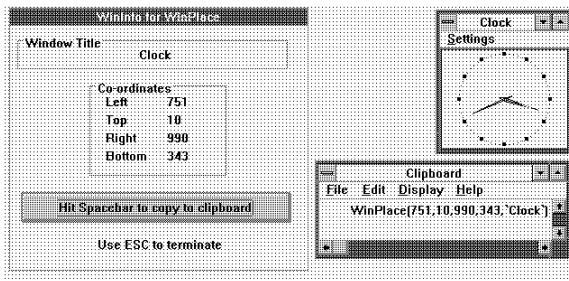 WinInfo for WinPlace
Window Title
Clock
Co-ordinates
Left 751
Top 10
Right 990
Bottom 343
Hit Spacebar to copy to clipboard
Use ESC to terminate
Clock
Settings
Clipboard
File Edit Display Help
WinPlace(751,10,990,343,`Clock`)